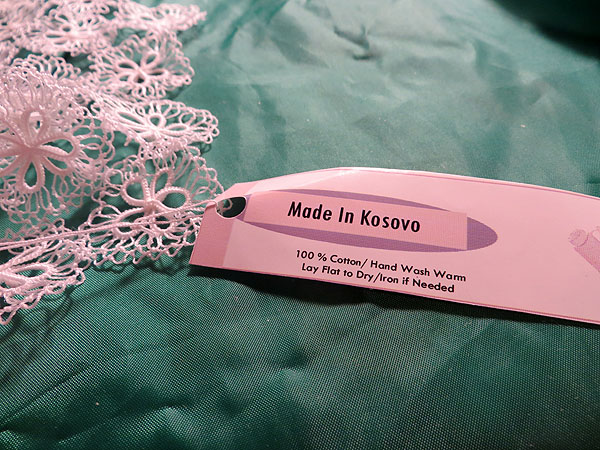 Made In Kosovo
100 % Cotton/ Hand Wash Warm
Lay Flat to Dry/Iron if Needed